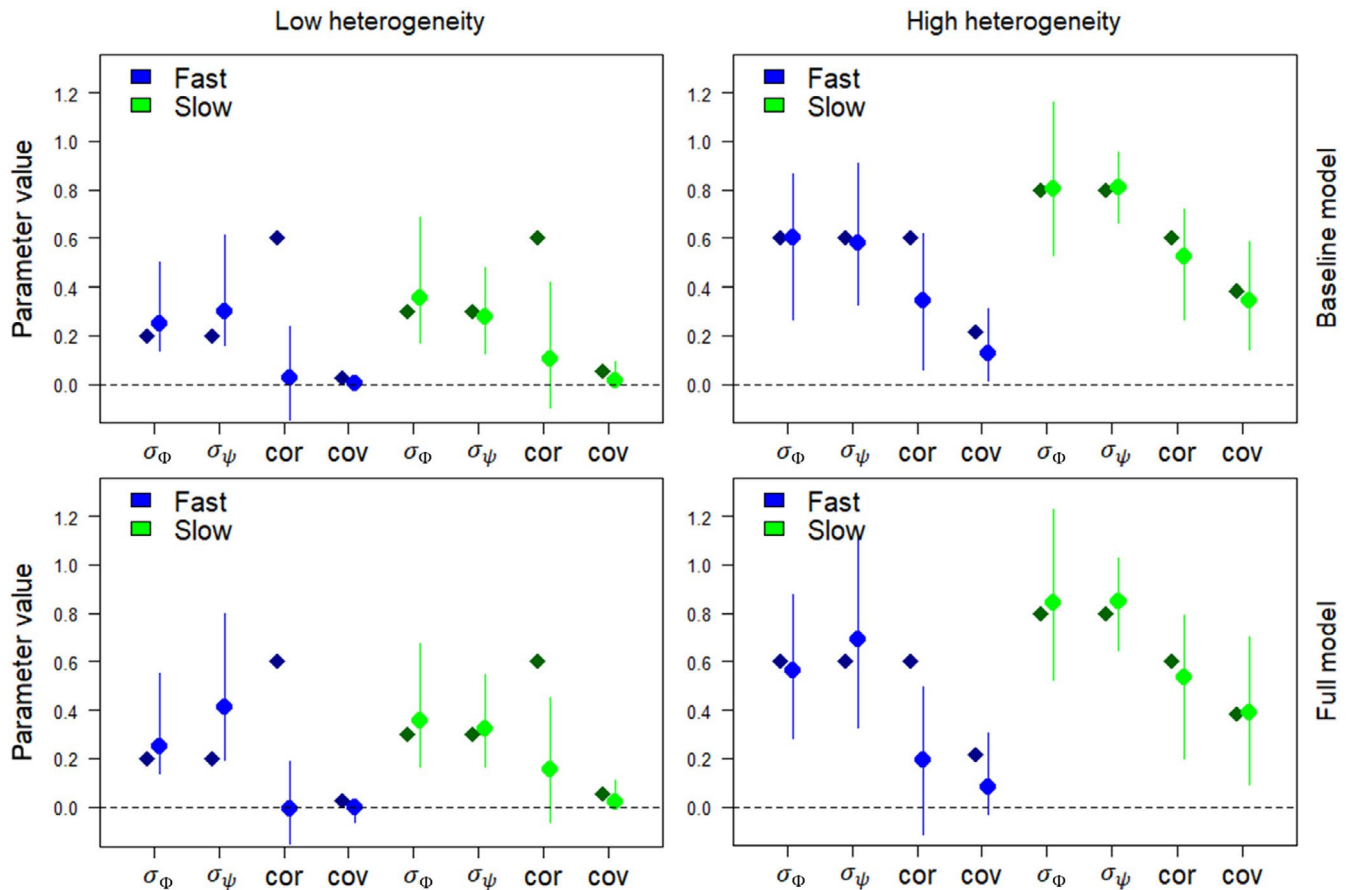 Low heterogeneity
High heterogeneity
Parameter value
Fast
Slow
1.2
1.0
0.8
0.6
0.4
0.2
0.0
σΦ σψ cor cov σΦ σψ cor cov
Fast
Slow
1.2
1.0
0.8
0.6
0.4
0.2
0.0
σΦ σψ cor cov σΦ σψ cor cov
Baseline model
Parameter value
Fast
Slow
1.2
1.0
0.8
0.6
0.4
0.2
0.0
σΦ σψ cor cov σΦ σψ cor cov
Fast
Slow
1.2
1.0
0.8
0.6
0.4
0.2
0.0
σΦ σψ cor cov σΦ σψ cor cov
Full model